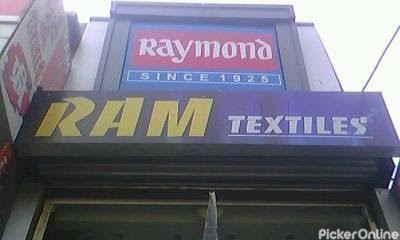 Raymond
SINCE 1925
RAM TEXTILES
PickerOnline